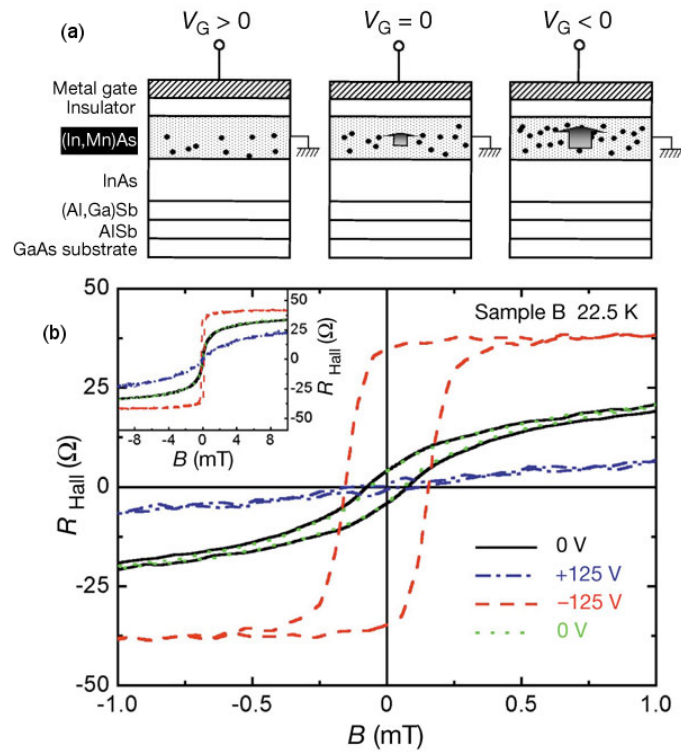 (a)
V_G > 0
V_G = 0
V_G < 0
Metal gate
Insulator
(In,Mn)As
InAs
(Al,Ga)Sb
AlSb
GaAs substrate
(b)
Sample B 22.5 K
50
25
0
-25
-50
R_Hall (Ω)
-1.0
-0.5
0
0.5
1.0
B (mT)
50
25
0
-25
-50
R_Hall (Ω)
-8
-4
0
4
8
B (mT)
0 V
+125 V
−125 V
0 V